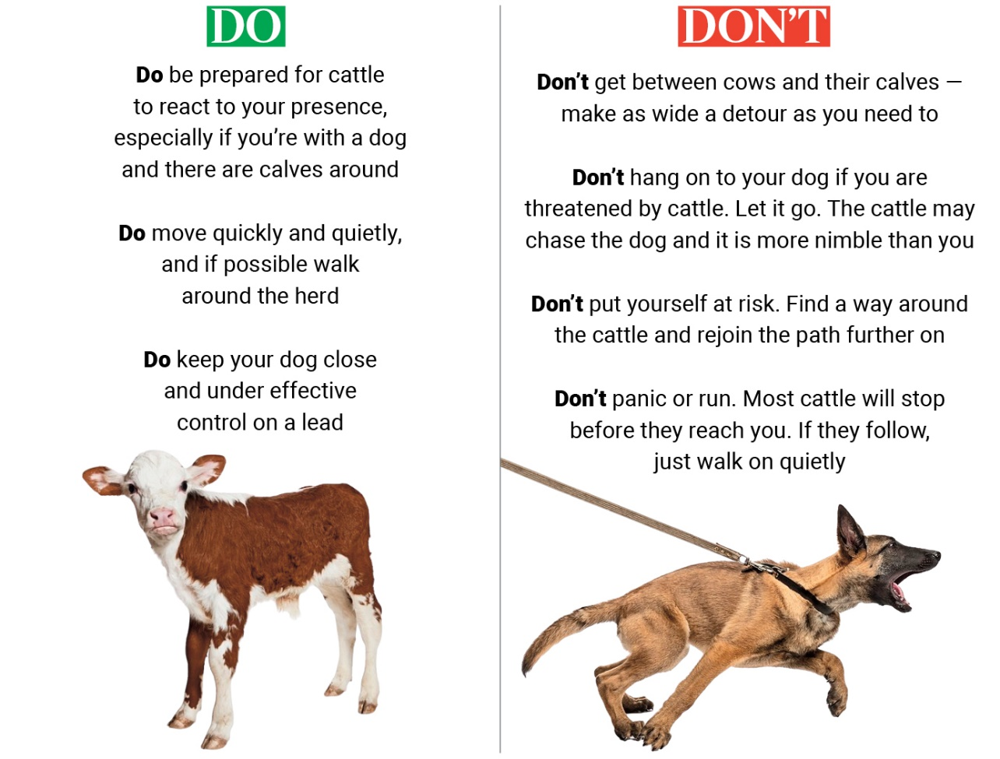 DO
Do be prepared for cattle
to react to your presence,
especially if you’re with a dog
and there are calves around
Do move quickly and quietly,
and if possible walk
around the herd
Do keep your dog close
and under effective
control on a lead
DON’T
Don’t get between cows and their calves —
make as wide a detour as you need to
Don’t hang on to your dog if you are
threatened by cattle. Let it go. The cattle may
chase the dog and it is more nimble than you
Don’t put yourself at risk. Find a way around
the cattle and rejoin the path further on
Don’t panic or run. Most cattle will stop
before they reach you. If they follow,
just walk on quietly